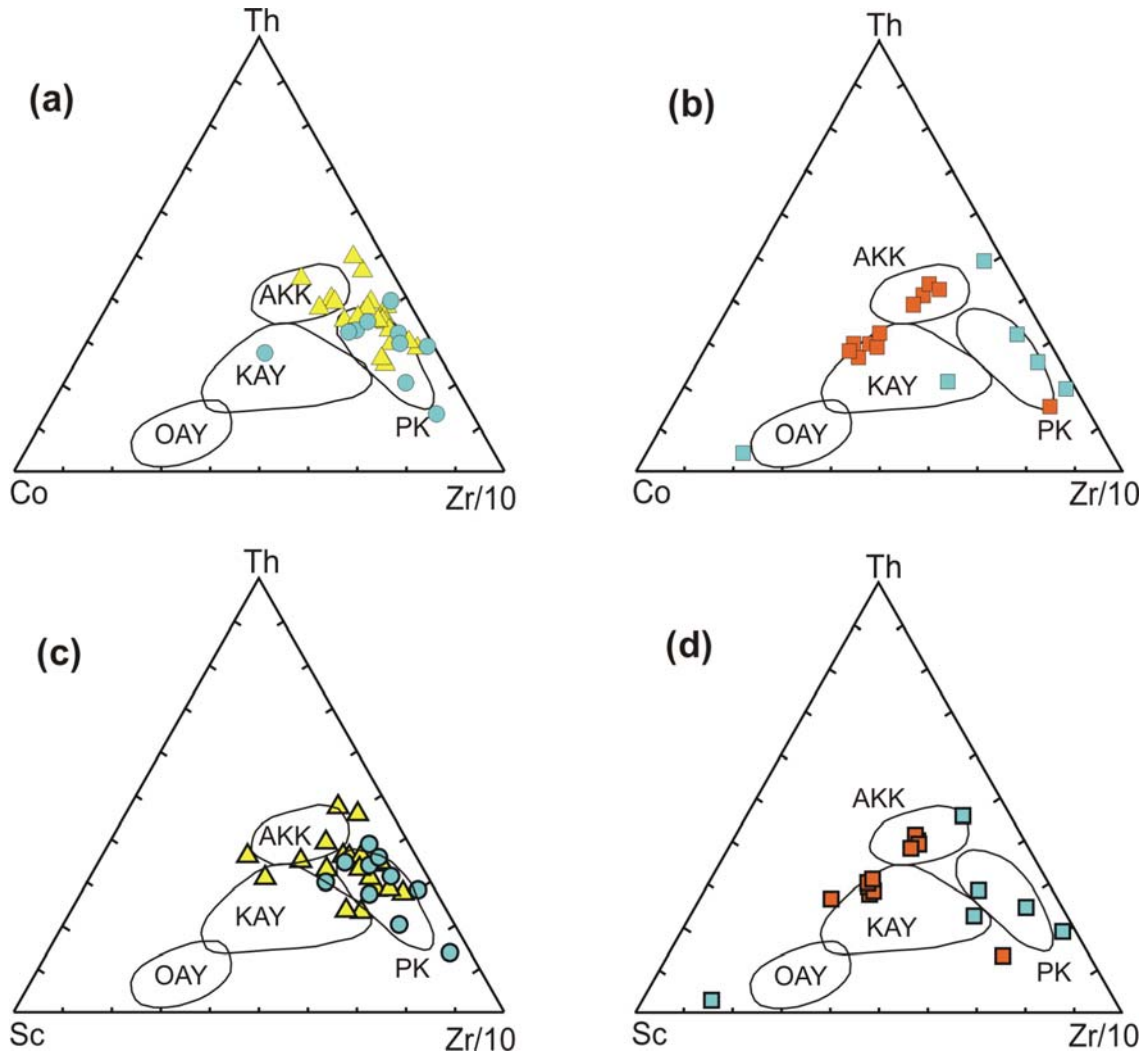 Th
(a)
AKK
KAY
OAY
PK
Co
Zr/10
Th
(b)
AKK
KAY
OAY
PK
Co
Zr/10
Th
(c)
AKK
KAY
OAY
PK
Sc
Zr/10
Th
(d)
AKK
KAY
OAY
PK
Sc
Zr/10